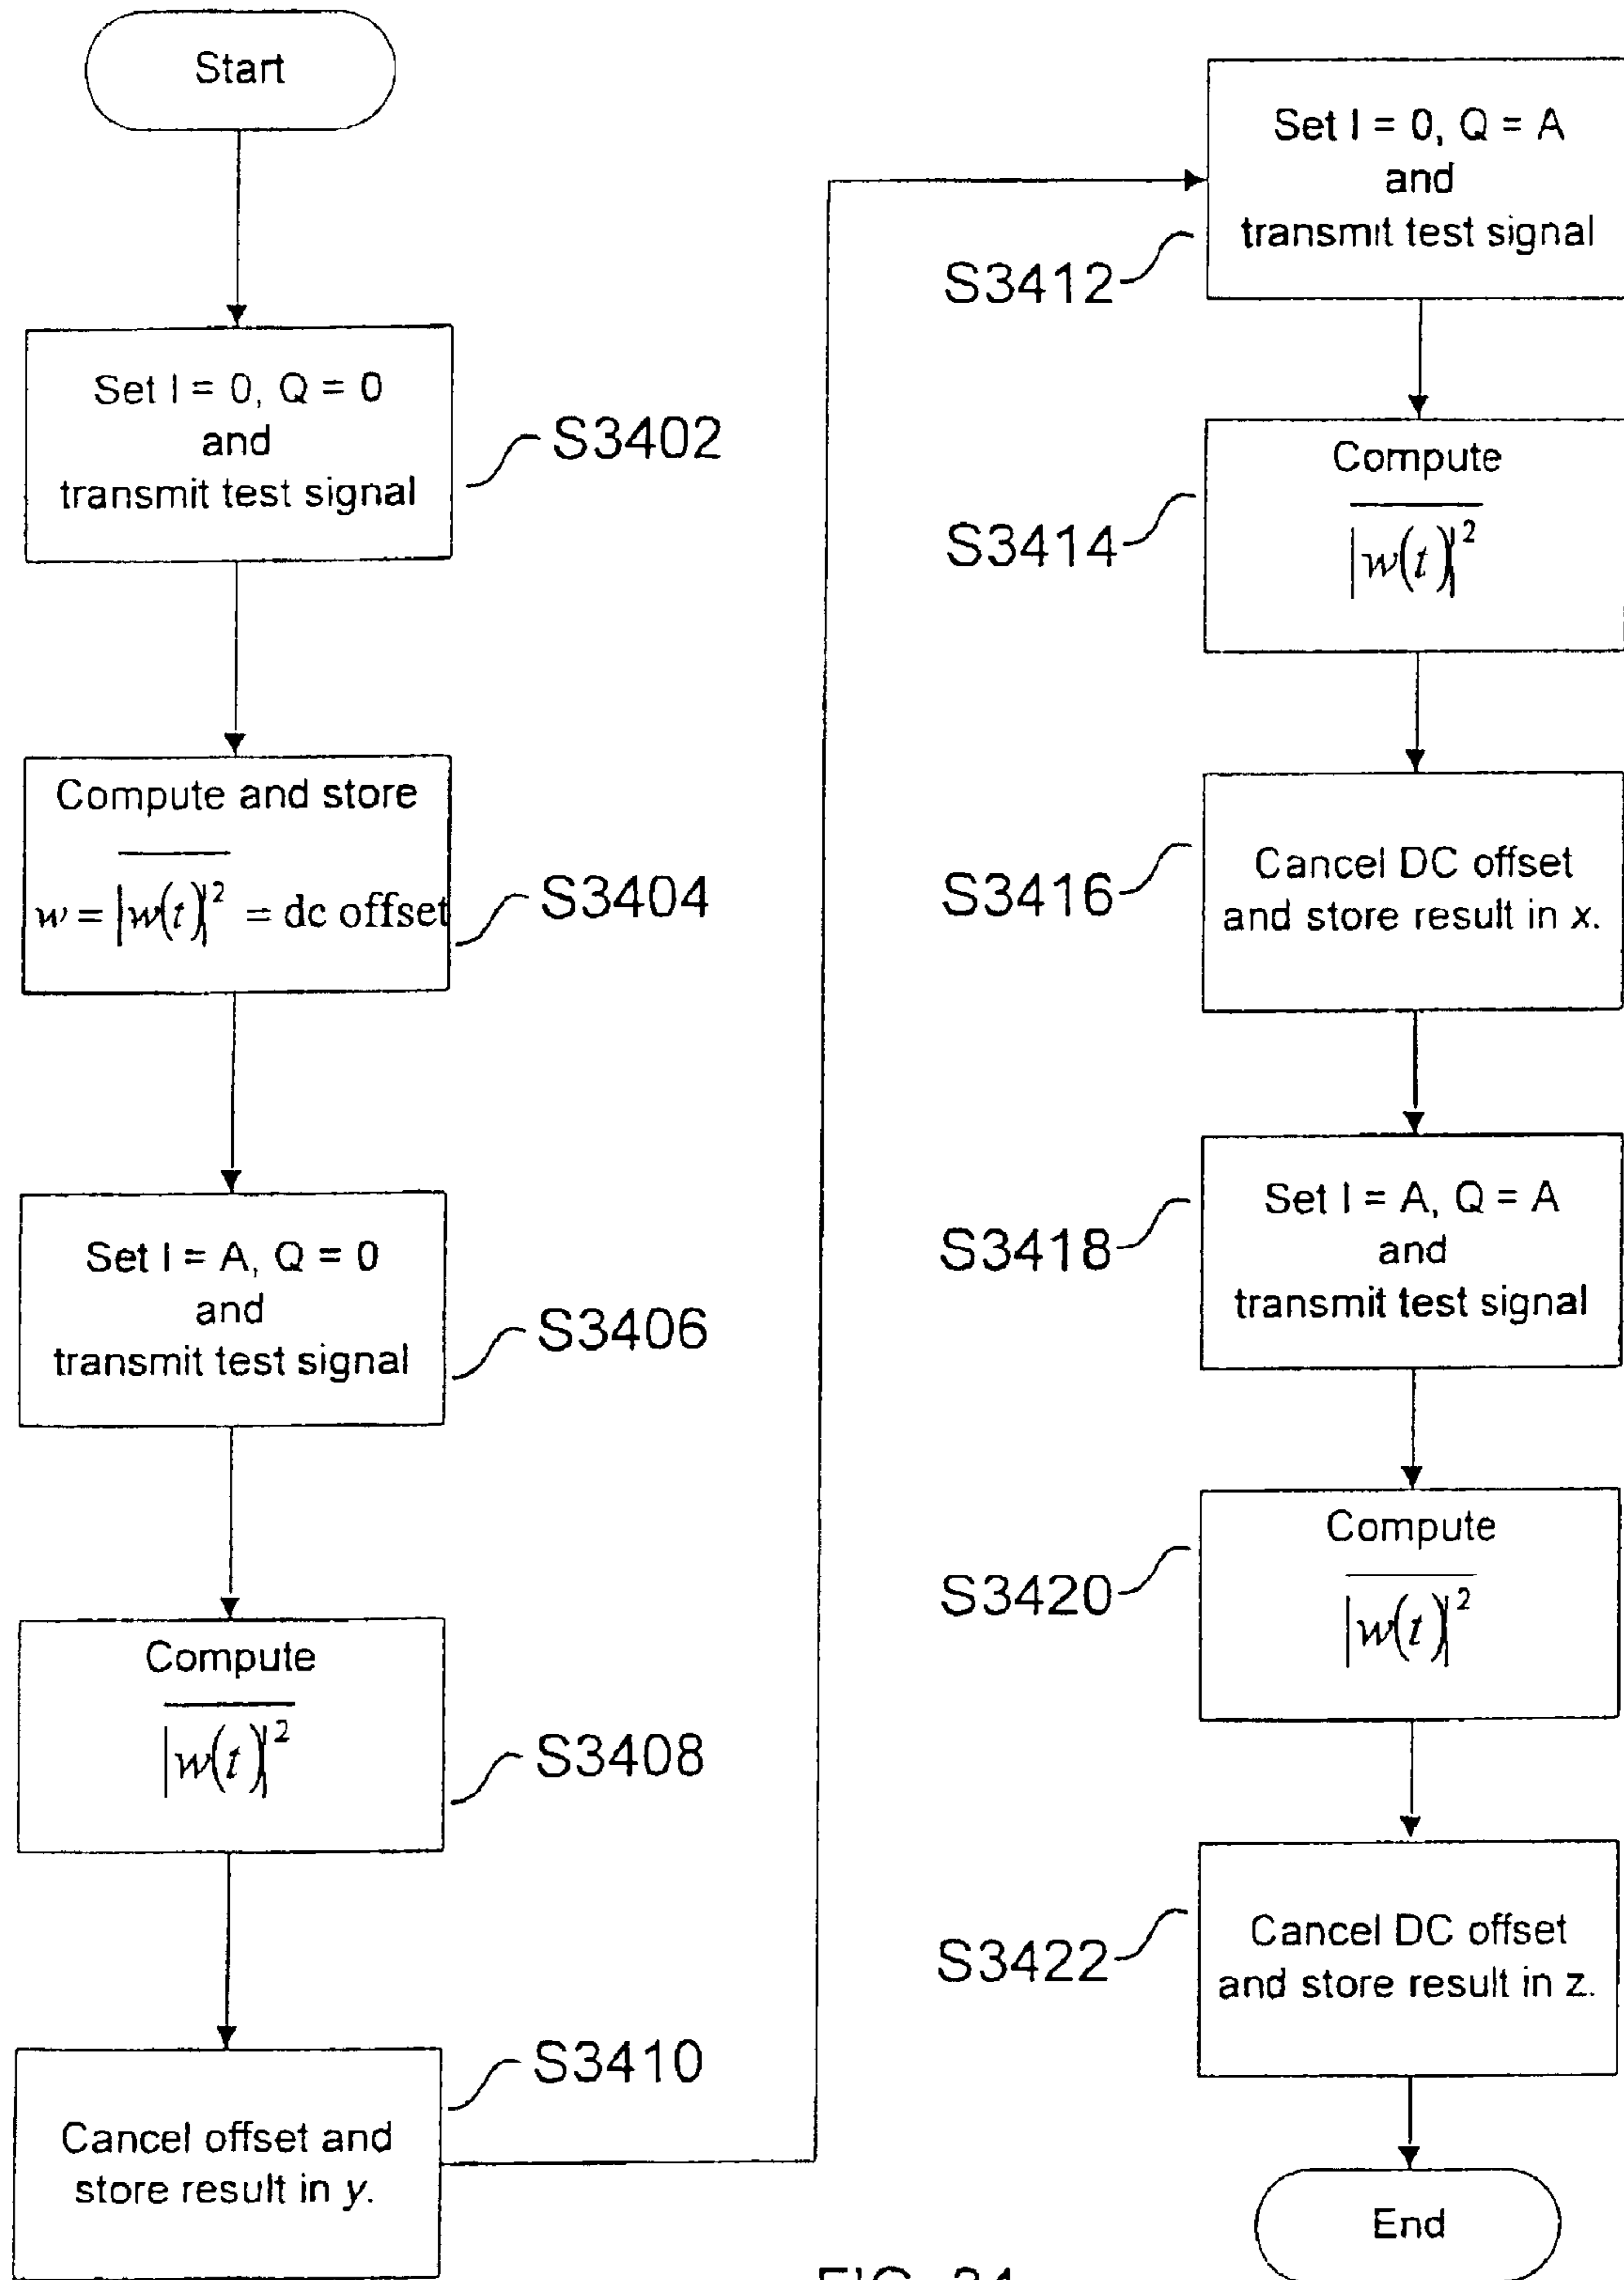 Start
Set I = 0, Q = 0
and
transmit test signal
S3402
Compute and store
w = |w(t)|² = dc offset
S3404
Set I = A, Q = 0
and
transmit test signal
S3406
Compute
|w(t)|²
S3408
Cancel offset and
store result in y.
S3410
Set I = 0, Q = A
and
transmit test signal
S3412
Compute
|w(t)|²
S3414
Cancel DC offset
and store result in x.
S3416
Set I = A, Q = A
and
transmit test signal
S3418
Compute
|w(t)|²
S3420
Cancel DC offset
and store result in z.
S3422
End
FIG. 34